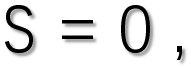 S = 0 ,